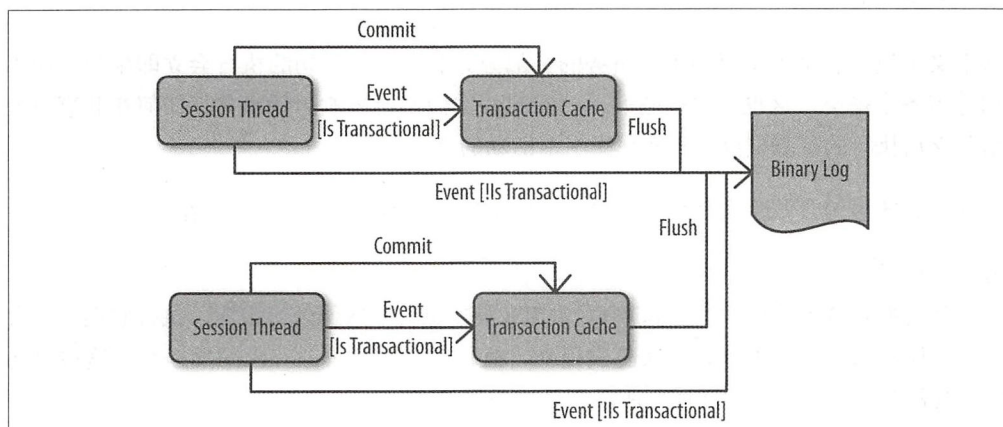 Commit
Session Thread
Event
[Is Transactional]
Transaction Cache
Flush
Binary Log
Event [!Is Transactional]
Flush
Commit
Session Thread
Event
[Is Transactional]
Transaction Cache
Event [!Is Transactional]